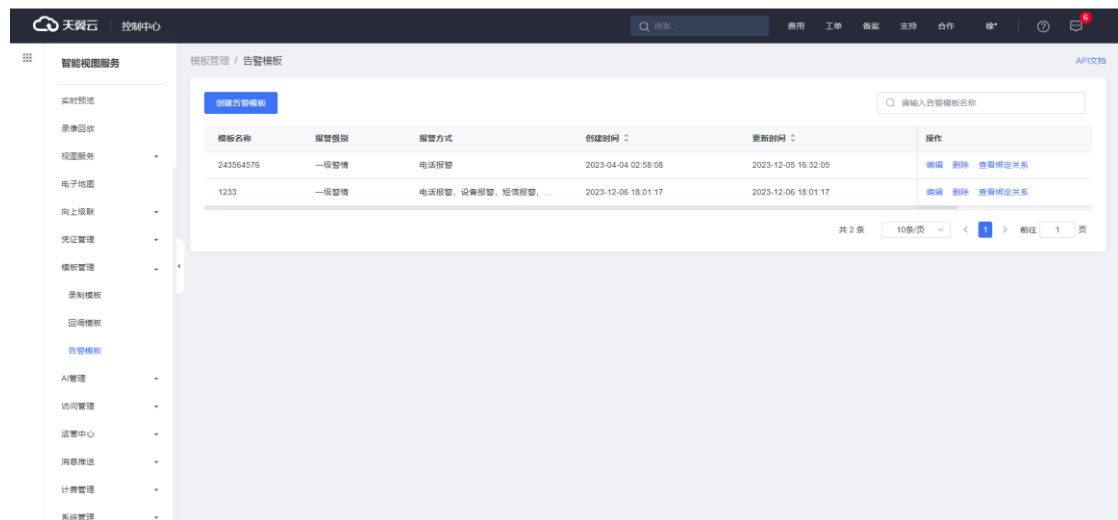 天翼云 控制中心 搜索... 费用 工单 备案 支持 合作 徐* 6
智能视图服务
模板管理 / 告警模板 API文档
实时预览
录像回放
视图服务
电子地图
向上级联
凭证管理
模板管理
录制模板
回调模板
告警模板
AI管理
访问管理
运营中心
消息推送
计费管理
系统管理
创建告警模板 请输入告警模板名称
模板名称 报警级别 报警方式 创建时间 更新时间 操作
243564576 一级警情 电话报警 2023-04-04 02:58:08 2023-12-05 16:32:05 编辑 删除 查看绑定关系
1233 一级警情 电话报警，设备报警，短信报警，... 2023-12-06 18:01:17 2023-12-06 18:01:17 编辑 删除 查看绑定关系
共 2 条 10条/页 1 前往 1 页